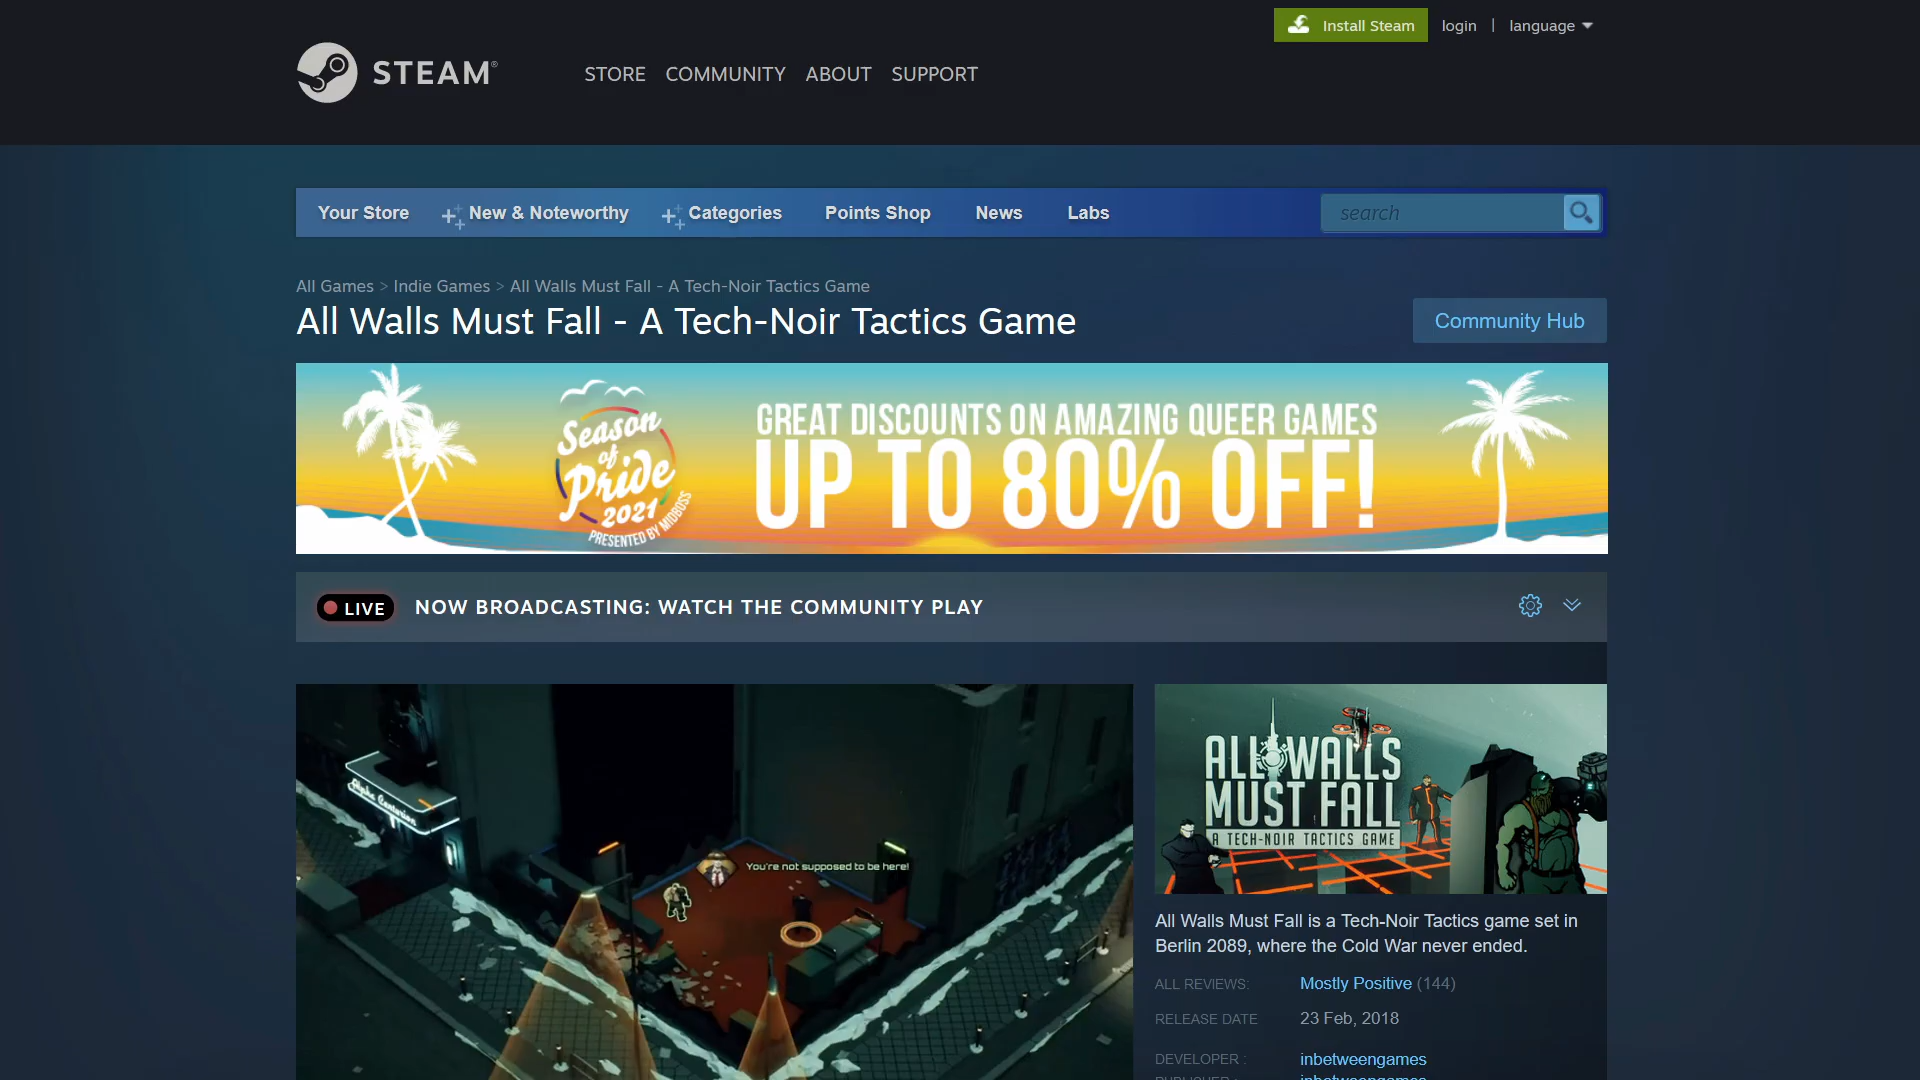 Install Steam login | language
STEAM®
STORE COMMUNITY ABOUT SUPPORT
Your Store New & Noteworthy Categories Points Shop News Labs search
All Games > Indie Games > All Walls Must Fall - A Tech-Noir Tactics Game
All Walls Must Fall - A Tech-Noir Tactics Game
Community Hub
Season
of
Pride
2021
PRESENTED BY MIDBOSS
GREAT DISCOUNTS ON AMAZING QUEER GAMES
UP TO 80% OFF!
LIVE NOW BROADCASTING: WATCH THE COMMUNITY PLAY
Alpha Centauri
You're not supposed to be here!
ALL WALLS
MUST FALL
A TECH-NOIR TACTICS GAME
All Walls Must Fall is a Tech-Noir Tactics game set in
Berlin 2089, where the Cold War never ended.
ALL REVIEWS: Mostly Positive (144)
RELEASE DATE 23 Feb, 2018
DEVELOPER : inbetweengames
PUBLISHER : inbetweengames